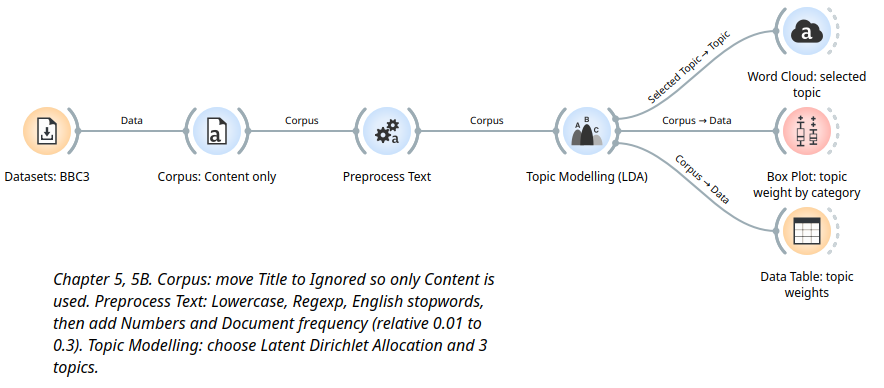 Selected Topic → Topic
Word Cloud: selected
topic
Data
Corpus
Corpus
Corpus → Data
Datasets: BBC3
Corpus: Content only
Preprocess Text
Topic Modelling (LDA)
Box Plot: topic
weight by category
Corpus → Data
Data Table: topic
weights
Chapter 5, 5B. Corpus: move Title to Ignored so only Content is
used. Preprocess Text: Lowercase, Regexp, English stopwords,
then add Numbers and Document frequency (relative 0.01 to
0.3). Topic Modelling: choose Latent Dirichlet Allocation and 3
topics.